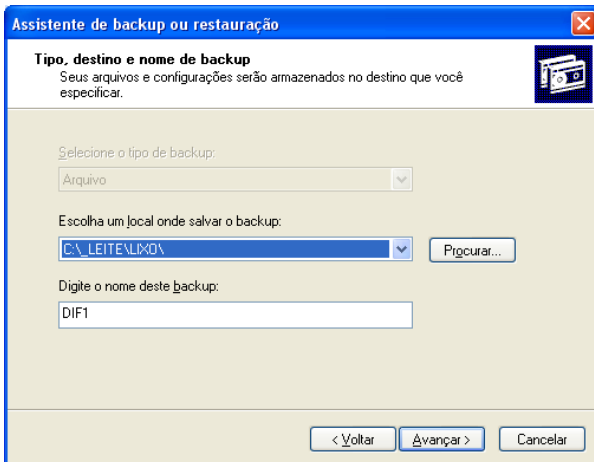 Assistente de backup ou restauração
Tipo, destino e nome de backup
Seus arquivos e configurações serão armazenados no destino que você
especificar.
Selecione o tipo de backup:
Arquivo
Escolha um local onde salvar o backup:
C:\_LEITE\LIXO\
Procurar...
Digite o nome deste backup:
DIF1
< Voltar
Avançar >
Cancelar